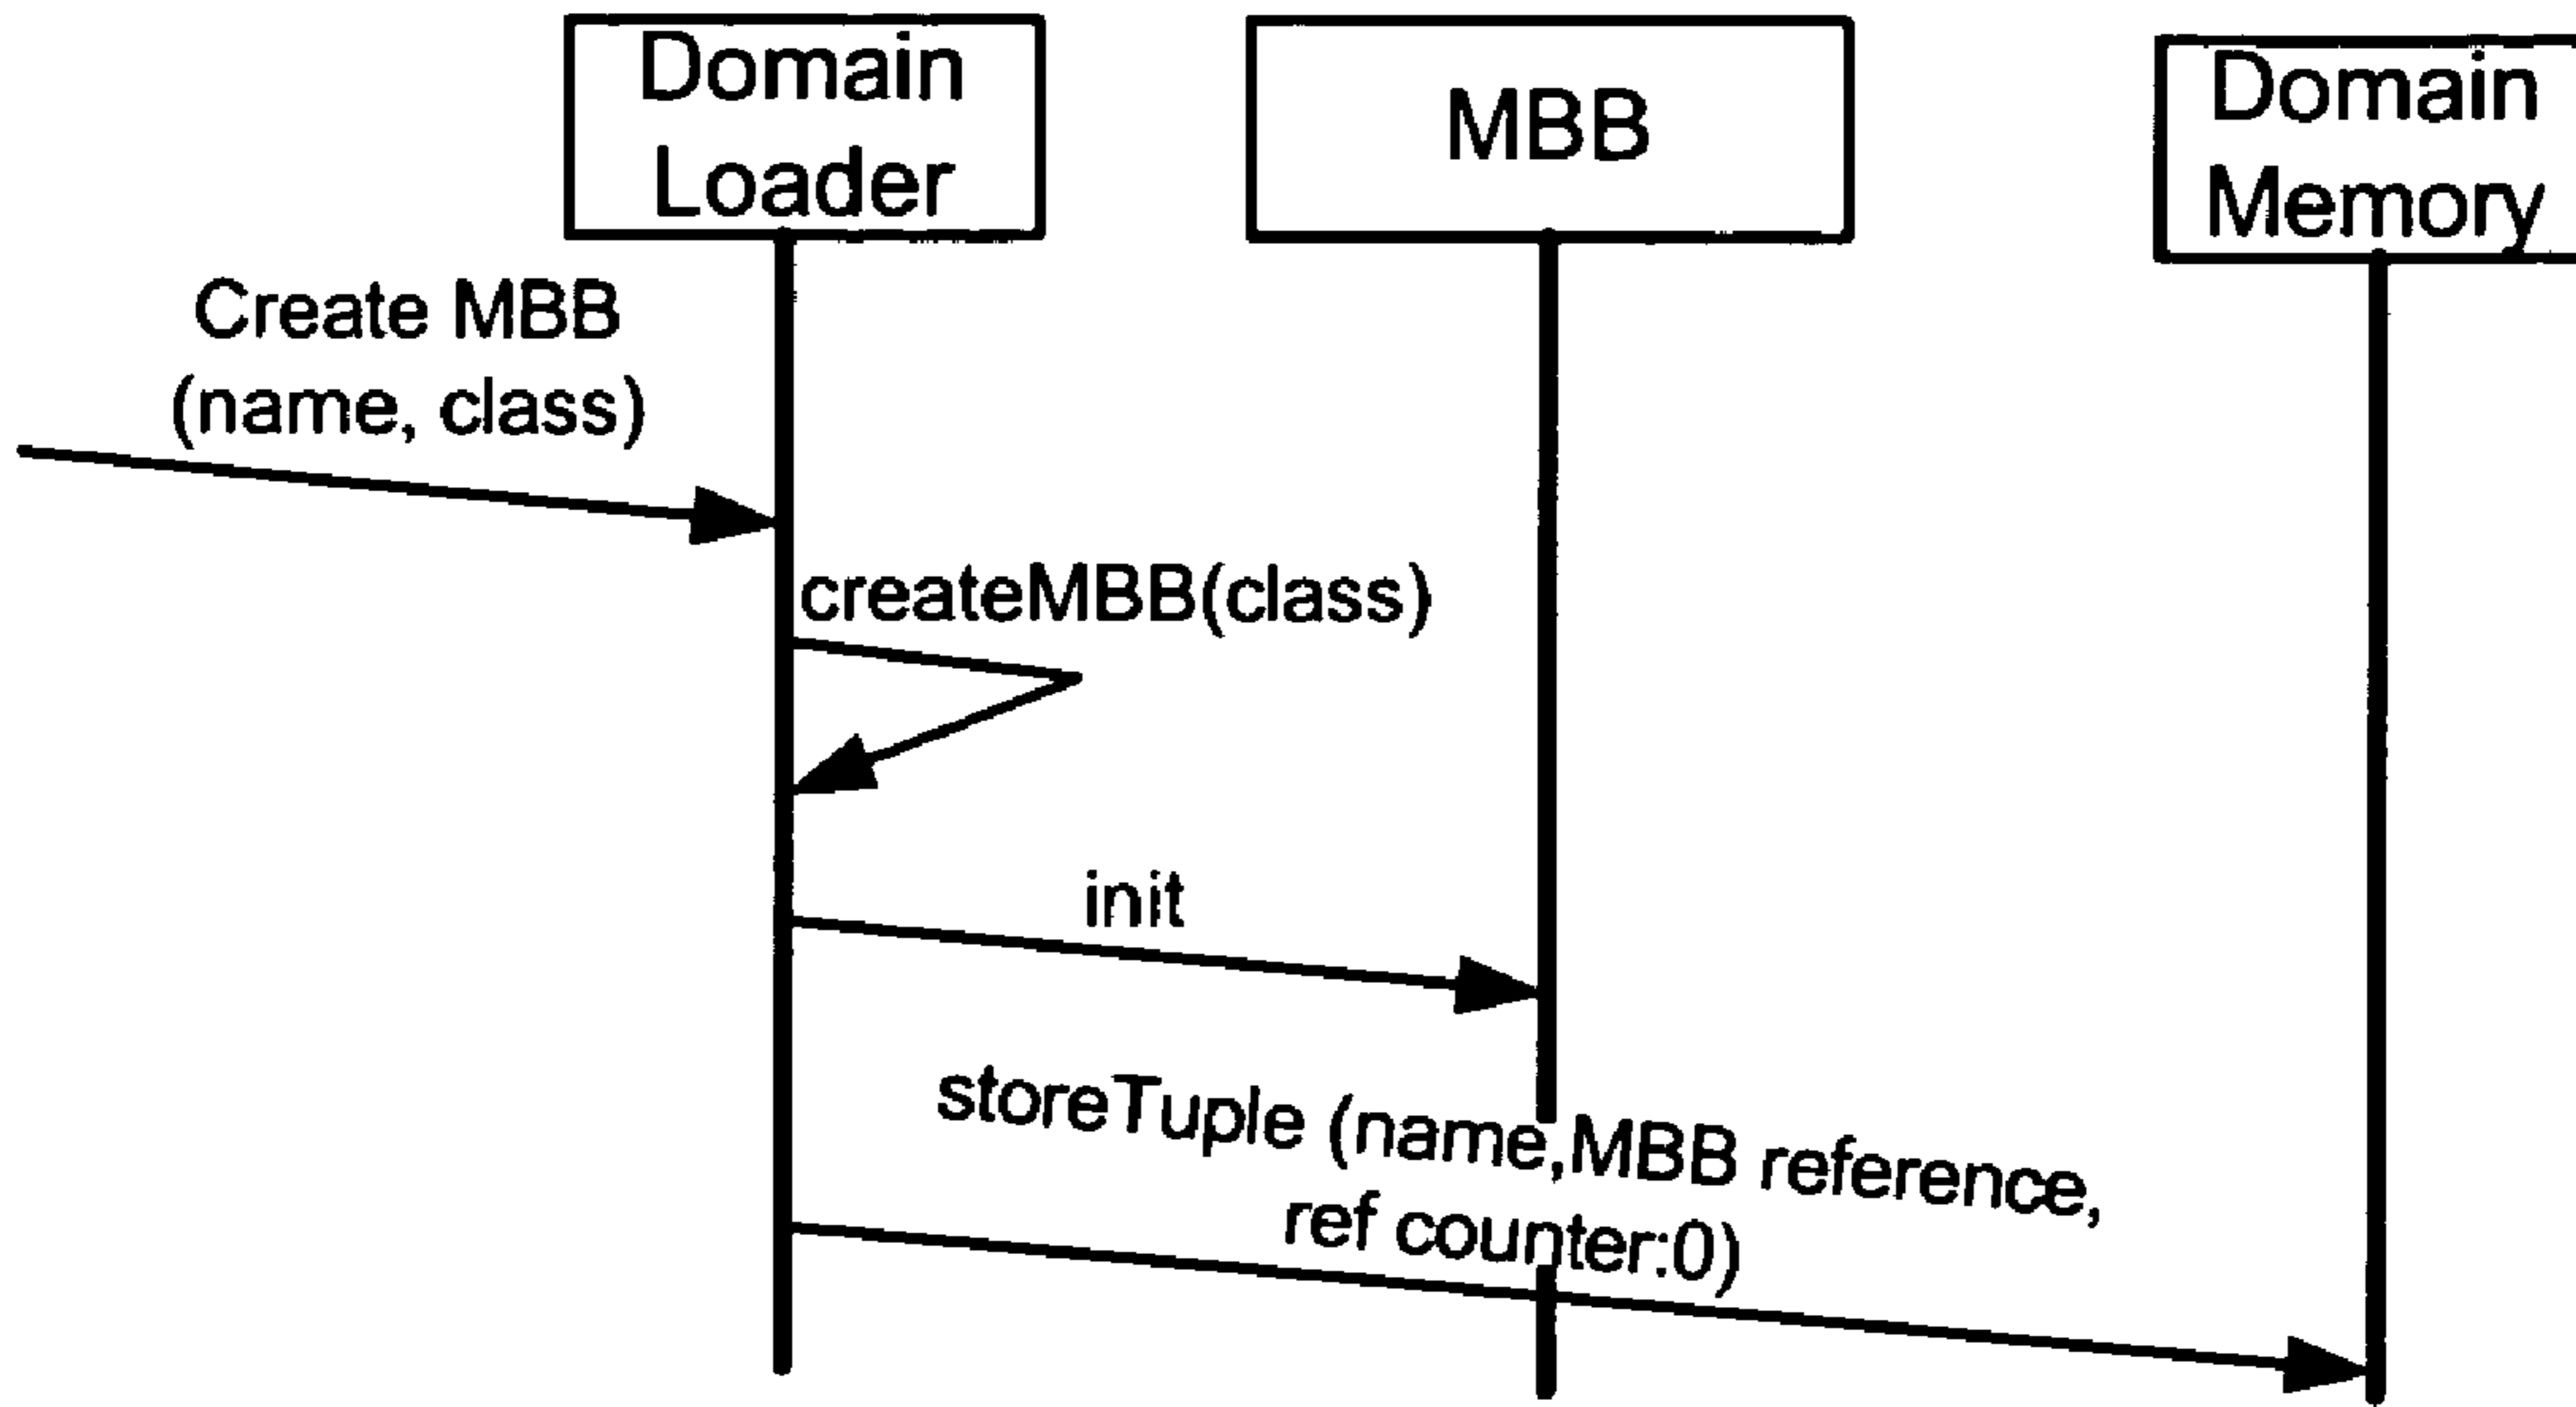 Domain
Loader
MBB
Domain
Memory
Create MBB
(name, class)
createMBB(class)
init
storeTuple (name,MBB reference,
ref counter:0)